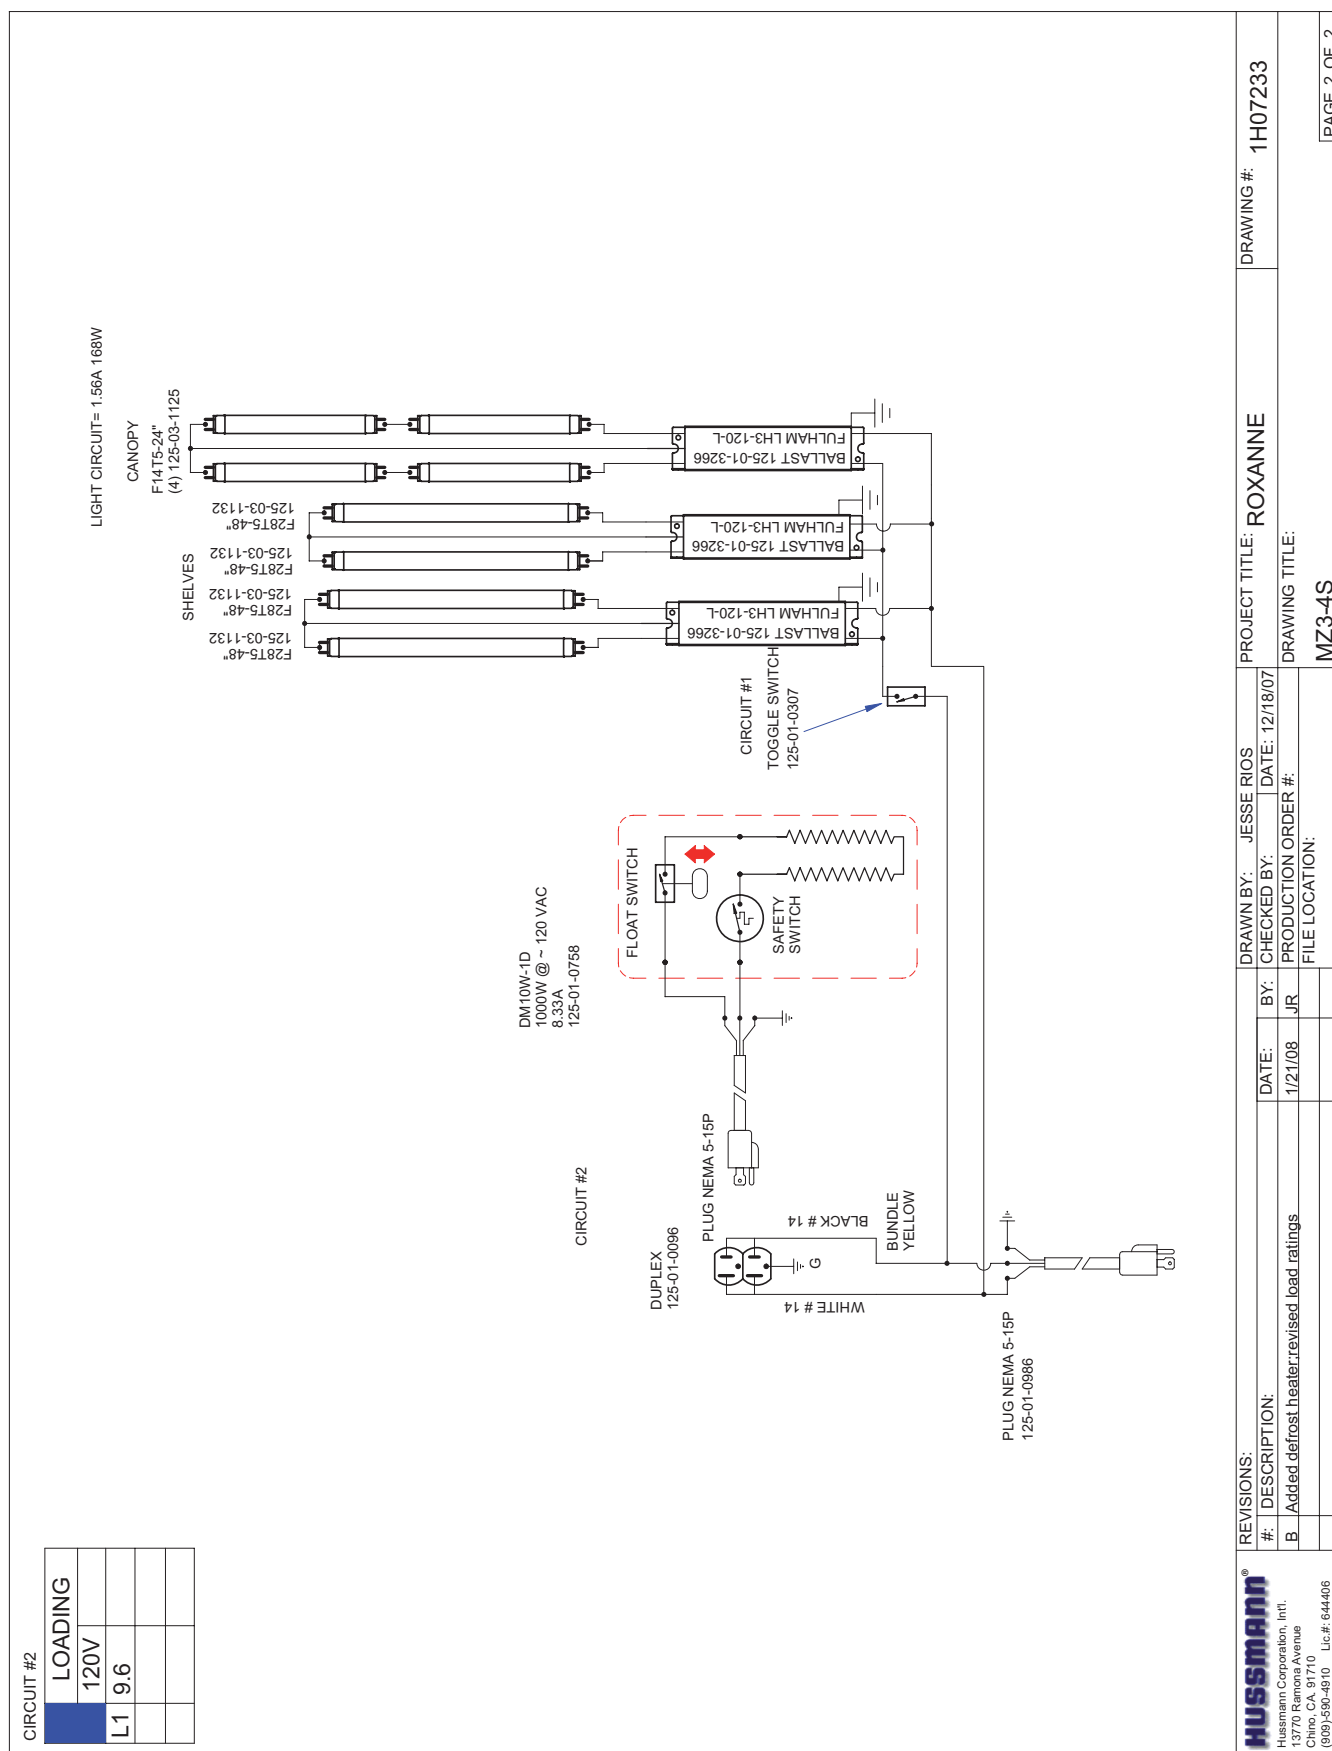 CIRCUIT #2
LOADING
120V
L1 9.6
LIGHT CIRCUIT= 1.56A 168W
CANOPY
F14T5-24"
(4) 125-03-1125
SHELVES
F28T5-48"
125-03-1132
F28T5-48"
125-03-1132
F28T5-48"
125-03-1132
F28T5-48"
125-03-1132
BALLAST 125-01-3266
FULHAM LH3-120-L
BALLAST 125-01-3266
FULHAM LH3-120-L
BALLAST 125-01-3266
FULHAM LH3-120-L
CIRCUIT #1
TOGGLE SWITCH
125-01-0307
DM10W-1D
1000W @ ~ 120 VAC
8.33A
125-01-0758
FLOAT SWITCH
SAFETY
SWITCH
CIRCUIT #2
PLUG NEMA 5-15P
DUPLEX
125-01-0096
BLACK # 14
WHITE # 14
G
BUNDLE
YELLOW
PLUG NEMA 5-15P
125-01-0986
HUSSMANN®
Hussmann Corporation, Int'l.
13770 Ramona Avenue
Chino, CA. 91710
(909)-590-4910 Lic.#: 644406
REVISIONS:
#: DESCRIPTION: DATE: BY:
B Added defrost heater;revised load ratings 1/21/08 JR
DRAWN BY: JESSE RIOS
CHECKED BY: DATE: 12/18/07
PRODUCTION ORDER #:
FILE LOCATION:
PROJECT TITLE: ROXANNE
DRAWING TITLE:
MZ3-4S
DRAWING #: 1H07233
PAGE 2 OF 2